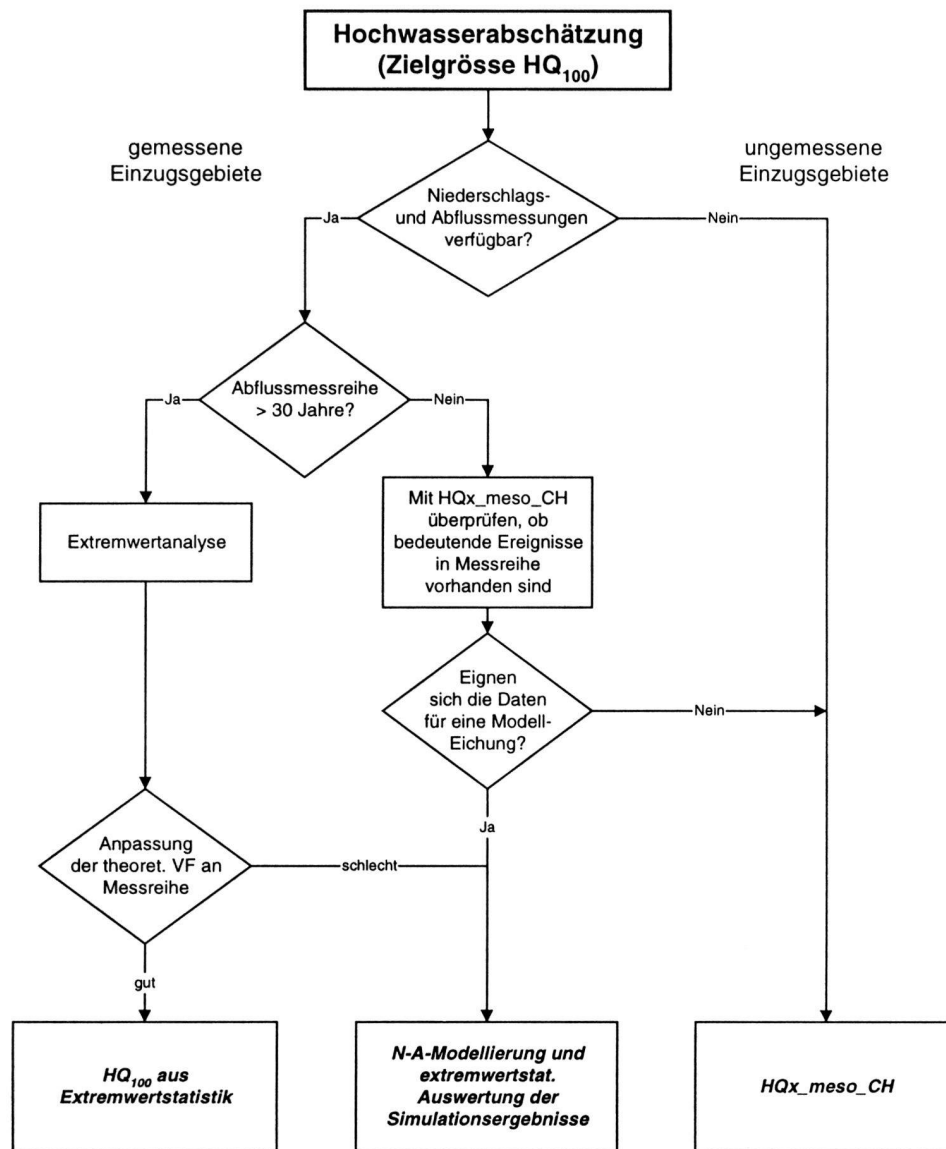 Hochwasserabschätzung
(Zielgrösse HQ100)
gemessene
Einzugsgebiete
ungemessene
Einzugsgebiete
Niederschlags-
und Abflussmessungen
verfügbar?
Ja
Nein
Abflussmessreihe
> 30 Jahre?
Ja
Nein
Extremwertanalyse
Mit HQx_meso_CH
überprüfen, ob
bedeutende Ereignisse
in Messreihe
vorhanden sind
Eignen
sich die Daten
für eine Modell-
Eichung?
Nein
Ja
Anpassung
der theoret. VF an
Messreihe
schlecht
gut
HQ100 aus
Extremwertstatistik
N-A-Modellierung und
extremwertstat.
Auswertung der
Simulationsergebnisse
HQx_meso_CH